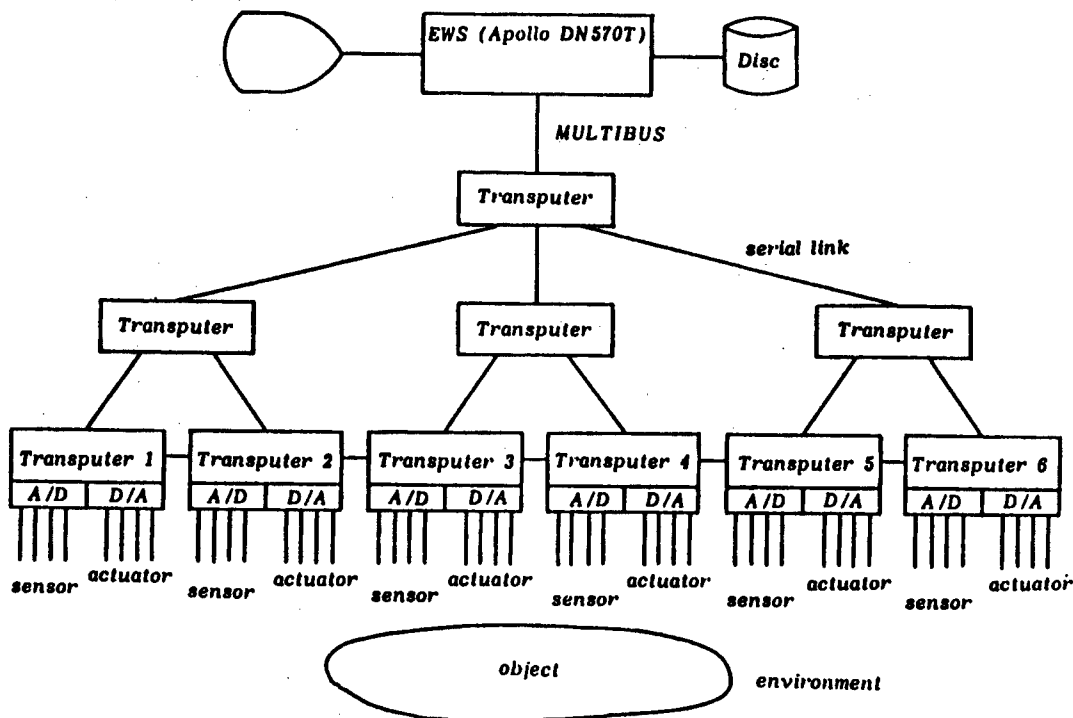 EWS (Apollo DN570T)
Disc
MULTIBUS
Transputer
serial link
Transputer
Transputer
Transputer
Transputer 1
Transputer 2
Transputer 3
Transputer 4
Transputer 5
Transputer 6
A/D D/A
A/D D/A
A/D D/A
A/D D/A
A/D D/A
A/D D/A
sensor actuator
sensor actuator
sensor actuator
sensor actuator
sensor actuator
sensor actuator
object
environment